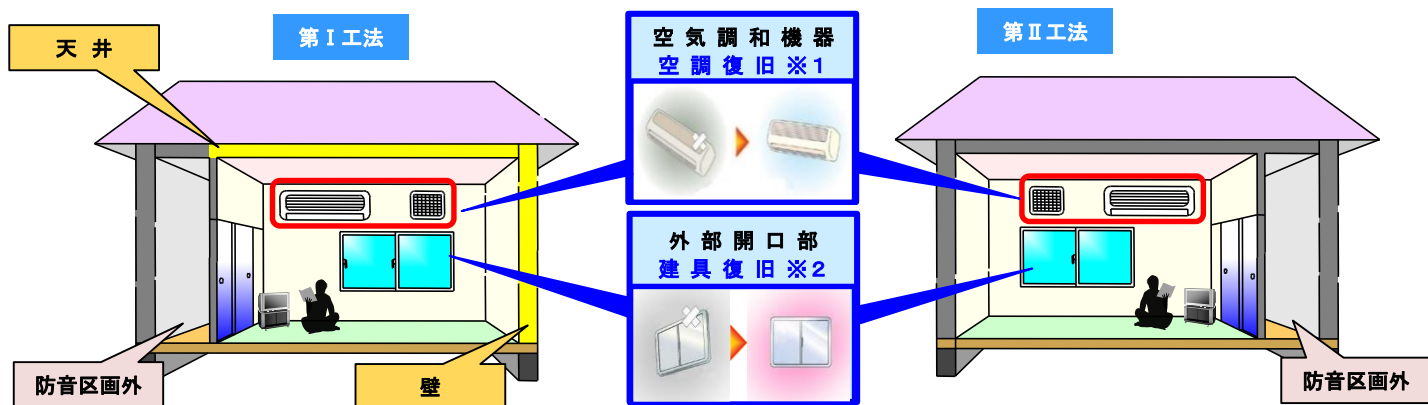 第Ⅰ工法
天井
空気調和機器
空調復旧※1
第Ⅱ工法
外部開口部
建具復旧※2
防音区画外
壁
防音区画外